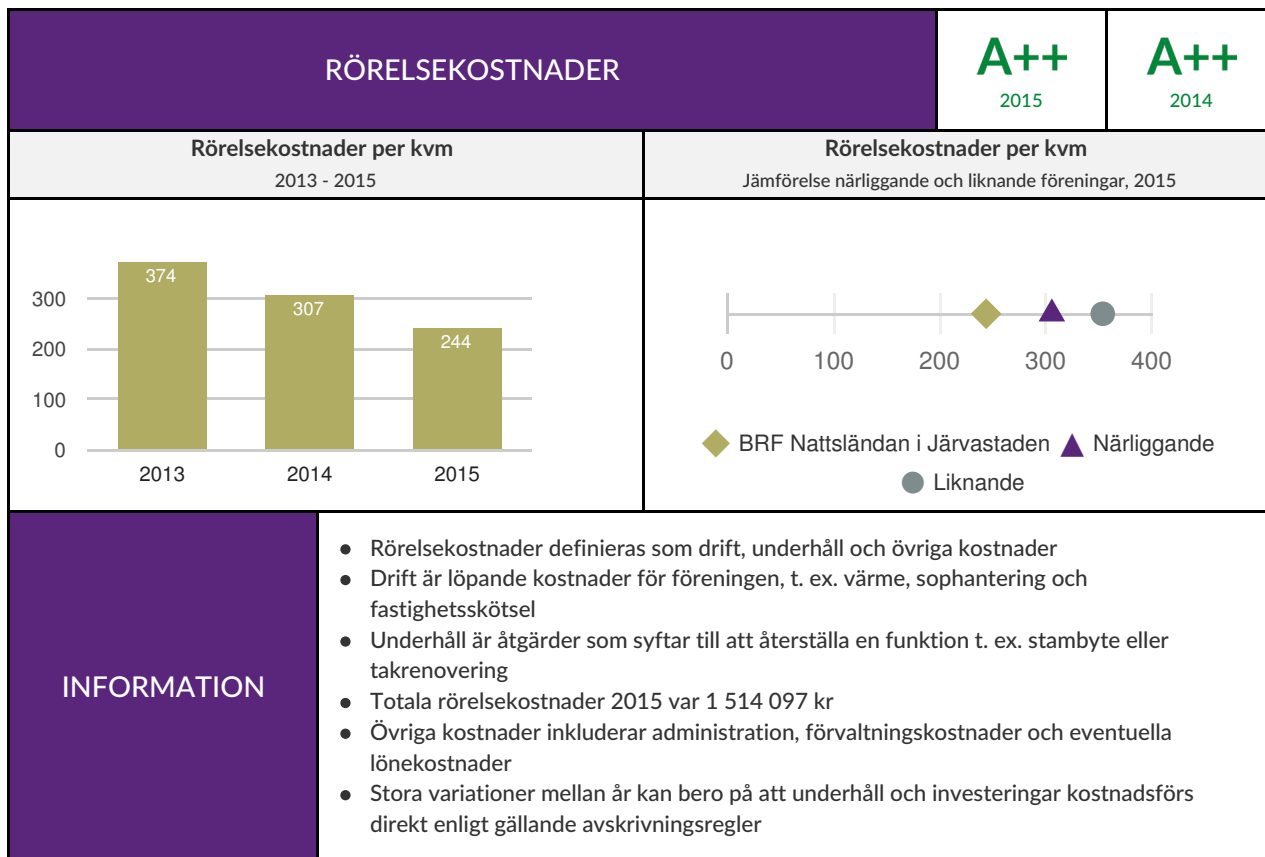 RÖRELSEKOSTNADER
A++
2015
A++
2014
Rörelsekostnader per kvm
2013 - 2015
Rörelsekostnader per kvm
Jämförelse närliggande och liknande föreningar, 2015
300
200
100
0
374
307
244
2013
2014
2015
0
100
200
300
400
BRF Nattsländan i Järvastaden
Närliggande
Liknande
INFORMATION
● Rörelsekostnader definieras som drift, underhåll och övriga kostnader
● Drift är löpande kostnader för föreningen, t. ex. värme, sophantering och
fastighetsskötsel
● Underhåll är åtgärder som syftar till att återställa en funktion t. ex. stambyte eller
takrenovering
● Totala rörelsekostnader 2015 var 1 514 097 kr
● Övriga kostnader inkluderar administration, förvaltningskostnader och eventuella
lönekostnader
● Stora variationer mellan år kan bero på att underhåll och investeringar kostnadsförs
direkt enligt gällande avskrivningsregler